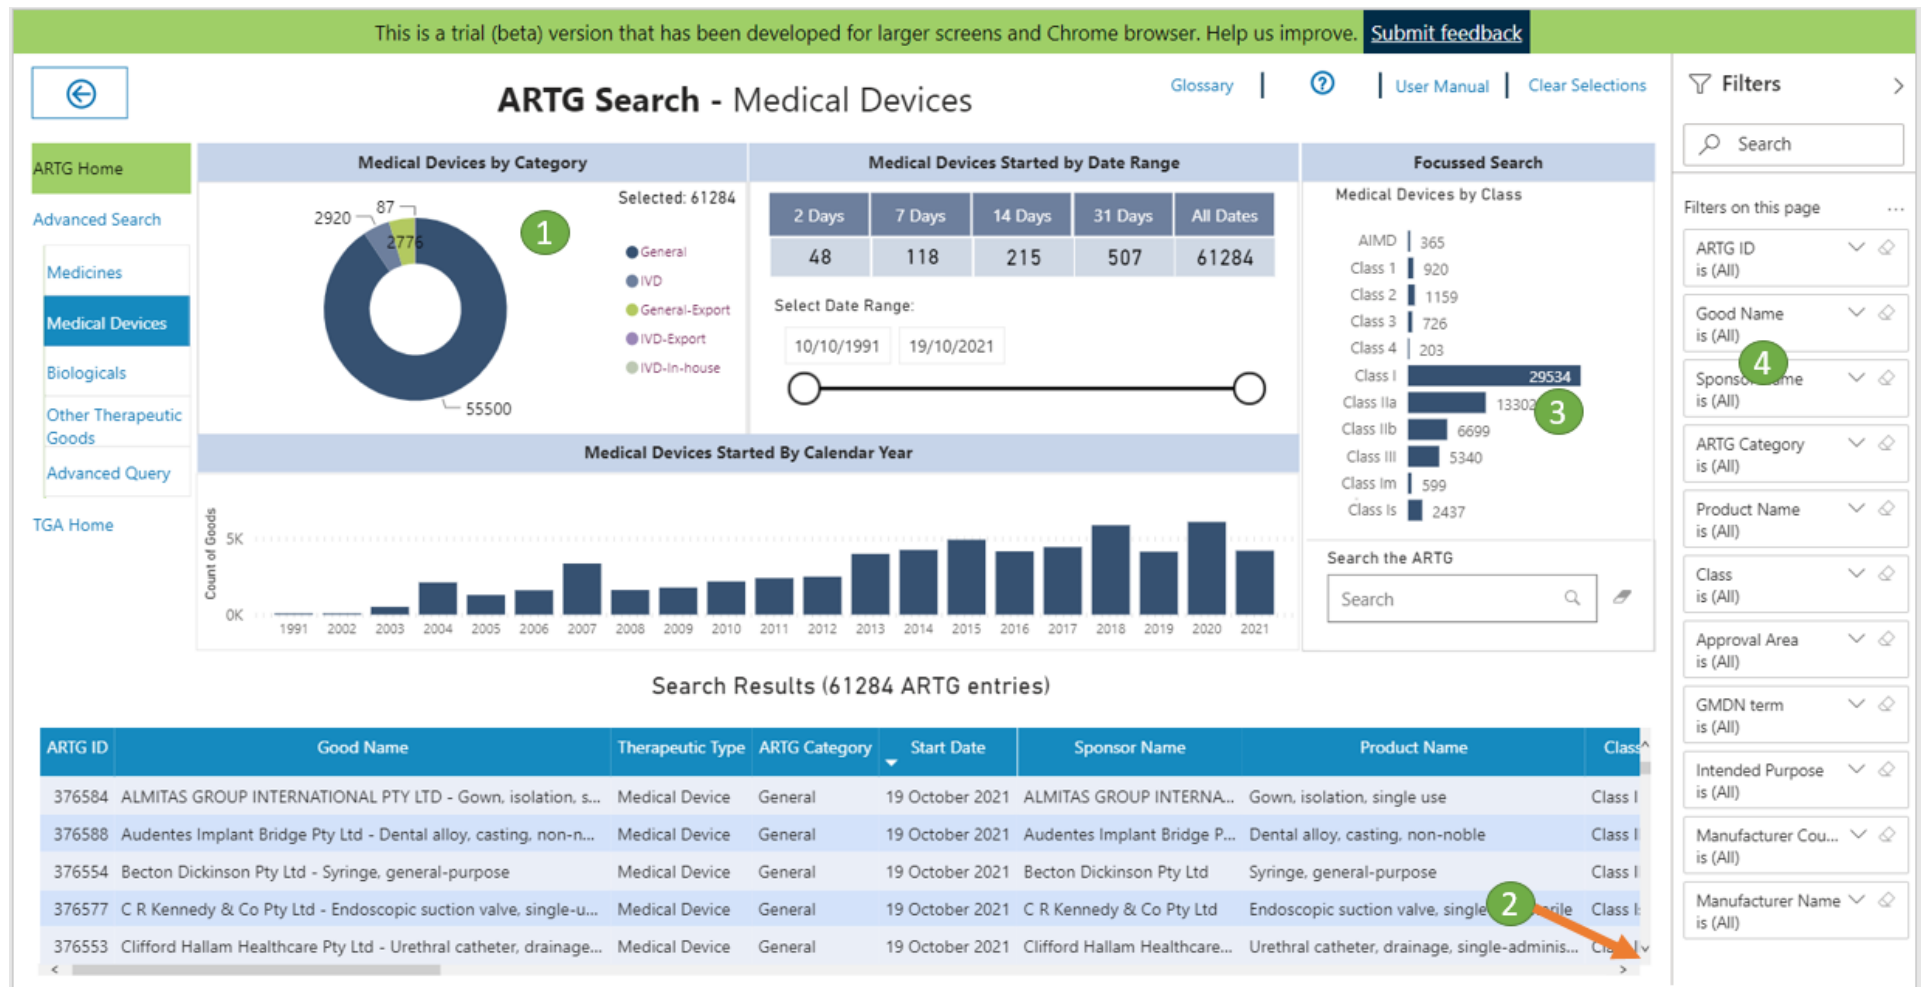 This is a trial (beta) version that has been developed for larger screens and Chrome browser. Help us improve. Submit feedback
ARTG Search - Medical Devices
Glossary
?
User Manual
Clear Selections
ARTG Home
Advanced Search
Medicines
Medical Devices
Biologicals
Other Therapeutic
Goods
Advanced Query
TGA Home
Medical Devices by Category
Selected: 61284
2920
87
2776
55500
1
General
IVD
General-Export
IVD-Export
IVD-In-house
Medical Devices Started by Date Range
2 Days 7 Days 14 Days 31 Days All Dates
48 118 215 507 61284
Select Date Range:
10/10/1991 19/10/2021
Focussed Search
Medical Devices by Class
AIMD 365
Class 1 920
Class 2 1159
Class 3 726
Class 4 203
Class I 29534
Class IIa 13302
3
Class IIb 6699
Class III 5340
Class Im 599
Class Is 2437
Search the ARTG
Search
Medical Devices Started By Calendar Year
Count of Goods
5K
0K
1991 2002 2003 2004 2005 2006 2007 2008 2009 2010 2011 2012 2013 2014 2015 2016 2017 2018 2019 2020 2021
Search Results (61284 ARTG entries)
ARTG ID Good Name Therapeutic Type ARTG Category Start Date Sponsor Name Product Name Class
376584 ALMITAS GROUP INTERNATIONAL PTY LTD - Gown, isolation, s... Medical Device General 19 October 2021 ALMITAS GROUP INTERNA... Gown, isolation, single use Class I
376588 Audentes Implant Bridge Pty Ltd - Dental alloy, casting, non-n... Medical Device General 19 October 2021 Audentes Implant Bridge P... Dental alloy, casting, non-noble Class II
376554 Becton Dickinson Pty Ltd - Syringe, general-purpose Medical Device General 19 October 2021 Becton Dickinson Pty Ltd Syringe, general-purpose Class II
376577 C R Kennedy & Co Pty Ltd - Endoscopic suction valve, single-u... Medical Device General 19 October 2021 C R Kennedy & Co Pty Ltd Endoscopic suction valve, single Class Is
2
376553 Clifford Hallam Healthcare Pty Ltd - Urethral catheter, drainage... Medical Device General 19 October 2021 Clifford Hallam Healthcare... Urethral catheter, drainage, single-adminis...
Filters
Search
Filters on this page
...
ARTG ID
is (All)
Good Name
is (All)
4
Sponsor Name
is (All)
ARTG Category
is (All)
Product Name
is (All)
Class
is (All)
Approval Area
is (All)
GMDN term
is (All)
Intended Purpose
is (All)
Manufacturer Cou...
is (All)
Manufacturer Name
is (All)